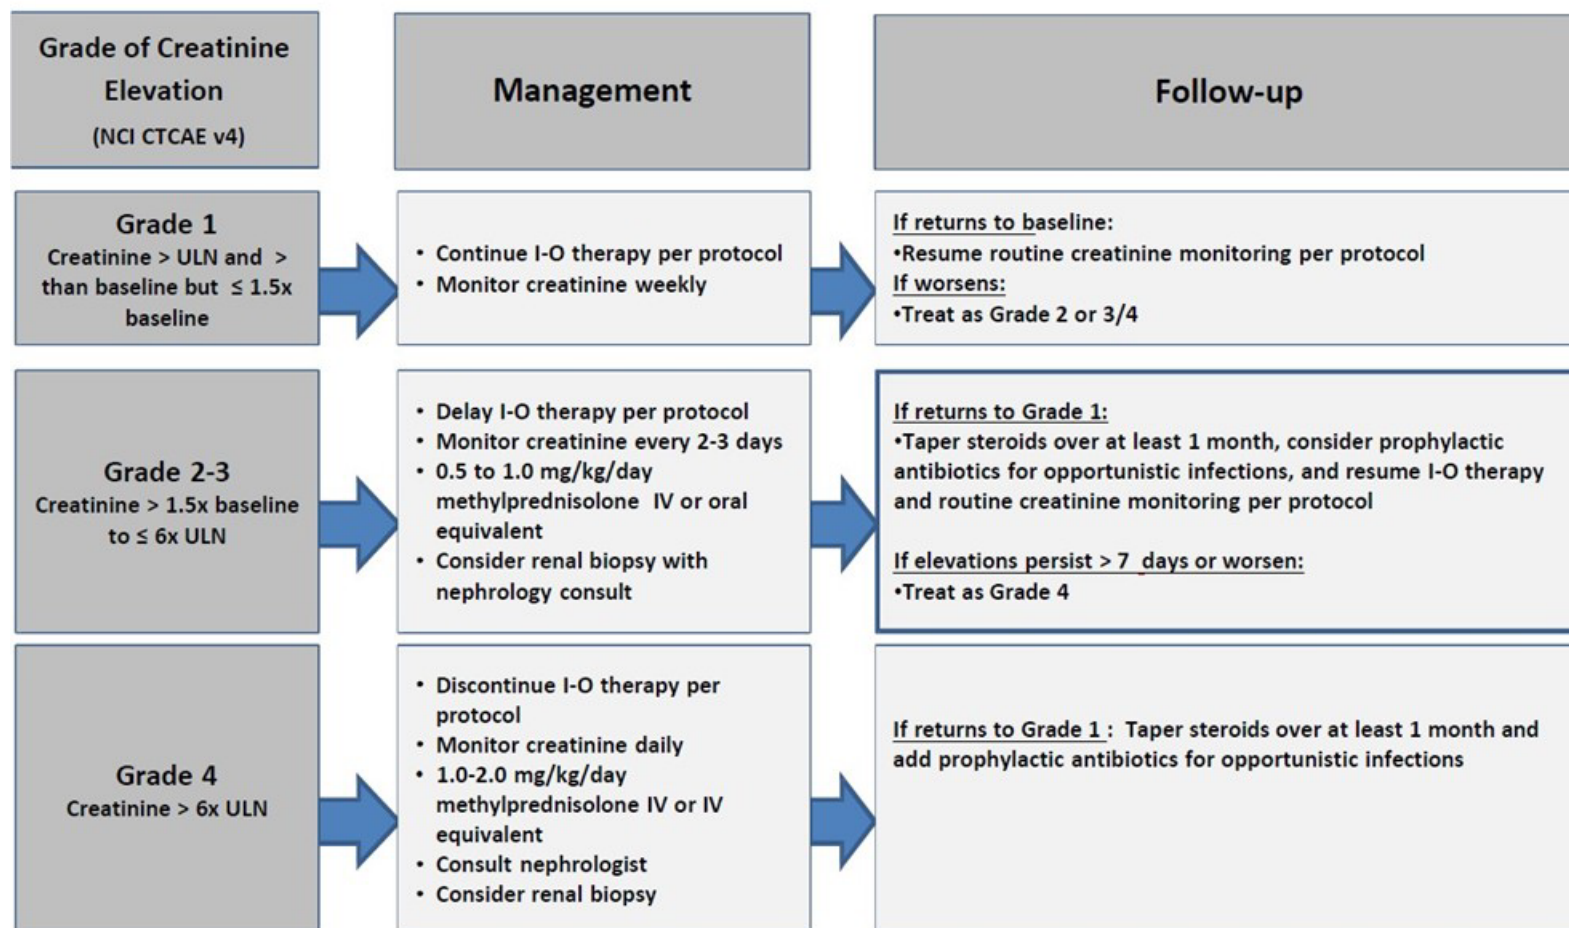 Grade of Creatinine
Elevation
(NCI CTCAE v4)
Management
Follow-up
Grade 1
Creatinine > ULN and >
than baseline but ≤ 1.5x
baseline
• Continue I-O therapy per protocol
• Monitor creatinine weekly
If returns to baseline:
•Resume routine creatinine monitoring per protocol
If worsens:
•Treat as Grade 2 or 3/4
Grade 2-3
Creatinine > 1.5x baseline
to ≤ 6x ULN
• Delay I-O therapy per protocol
• Monitor creatinine every 2-3 days
• 0.5 to 1.0 mg/kg/day
methylprednisolone IV or oral
equivalent
• Consider renal biopsy with
nephrology consult
If returns to Grade 1:
•Taper steroids over at least 1 month, consider prophylactic
antibiotics for opportunistic infections, and resume I-O therapy
and routine creatinine monitoring per protocol
If elevations persist > 7 days or worsen:
•Treat as Grade 4
Grade 4
Creatinine > 6x ULN
• Discontinue I-O therapy per
protocol
• Monitor creatinine daily
• 1.0-2.0 mg/kg/day
methylprednisolone IV or IV
equivalent
• Consult nephrologist
• Consider renal biopsy
If returns to Grade 1 : Taper steroids over at least 1 month and
add prophylactic antibiotics for opportunistic infections